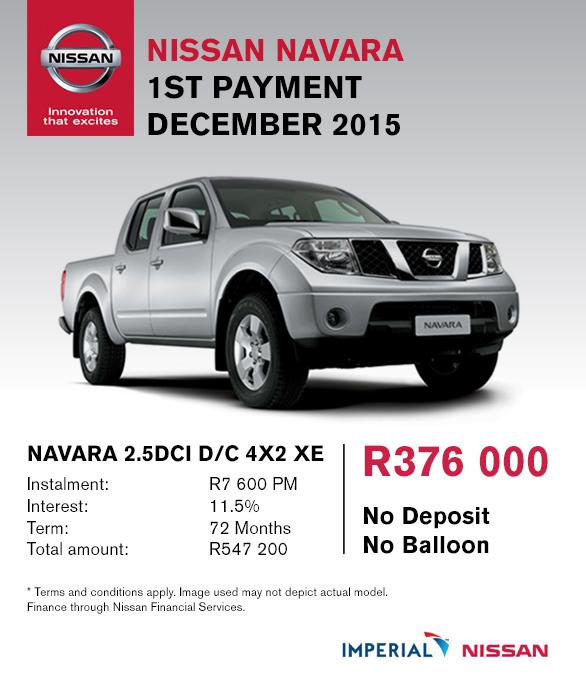 NISSAN
Innovation
that excites
NISSAN NAVARA
1ST PAYMENT
DECEMBER 2015
NAVARA
NAVARA 2.5DCI D/C 4X2 XE
Instalment: R7 600 PM
Interest: 11.5%
Term: 72 Months
Total amount: R547 200
R376 000
No Deposit
No Balloon
* Terms and conditions apply. Image used may not depict actual model.
Finance through Nissan Financial Services.
IMPERIAL NISSAN